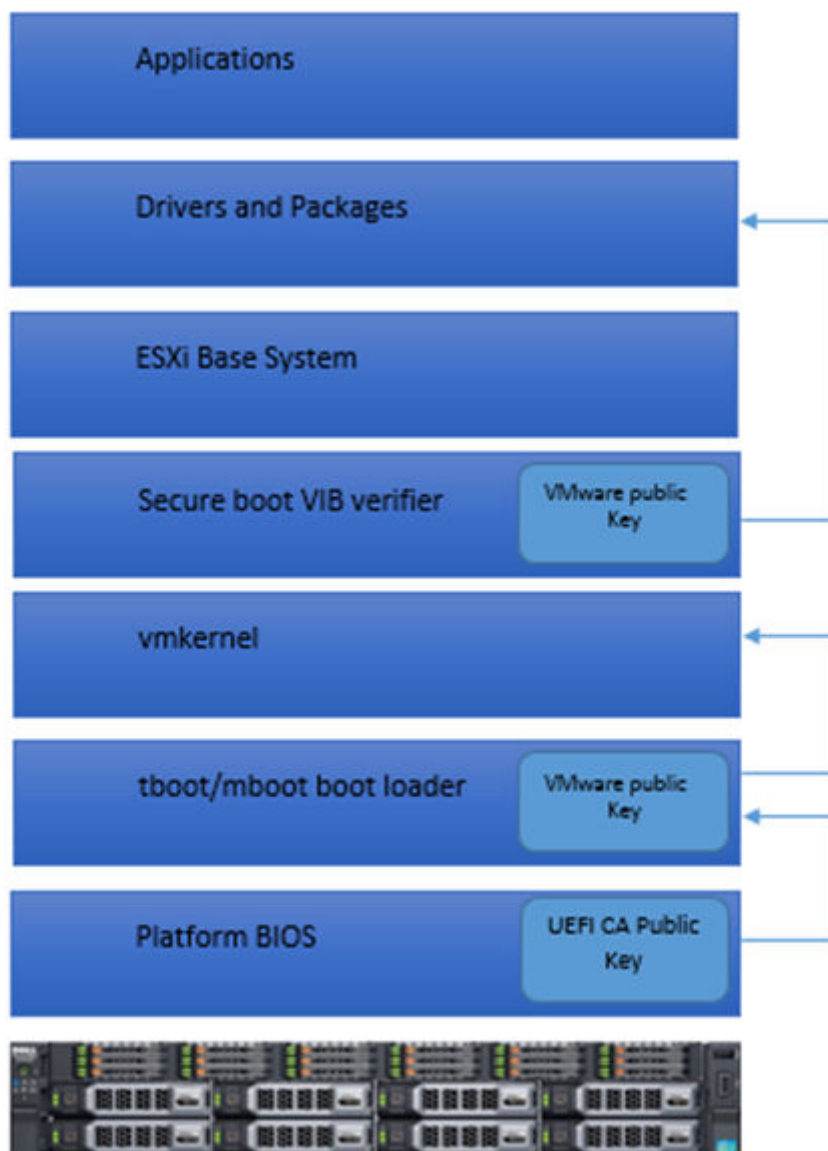 Applications
Drivers and Packages
ESXi Base System
Secure boot VIB verifier
VMware public
Key
vmkernel
tboot/mboot boot loader
VMware public
Key
Platform BIOS
UEFI CA Public
Key